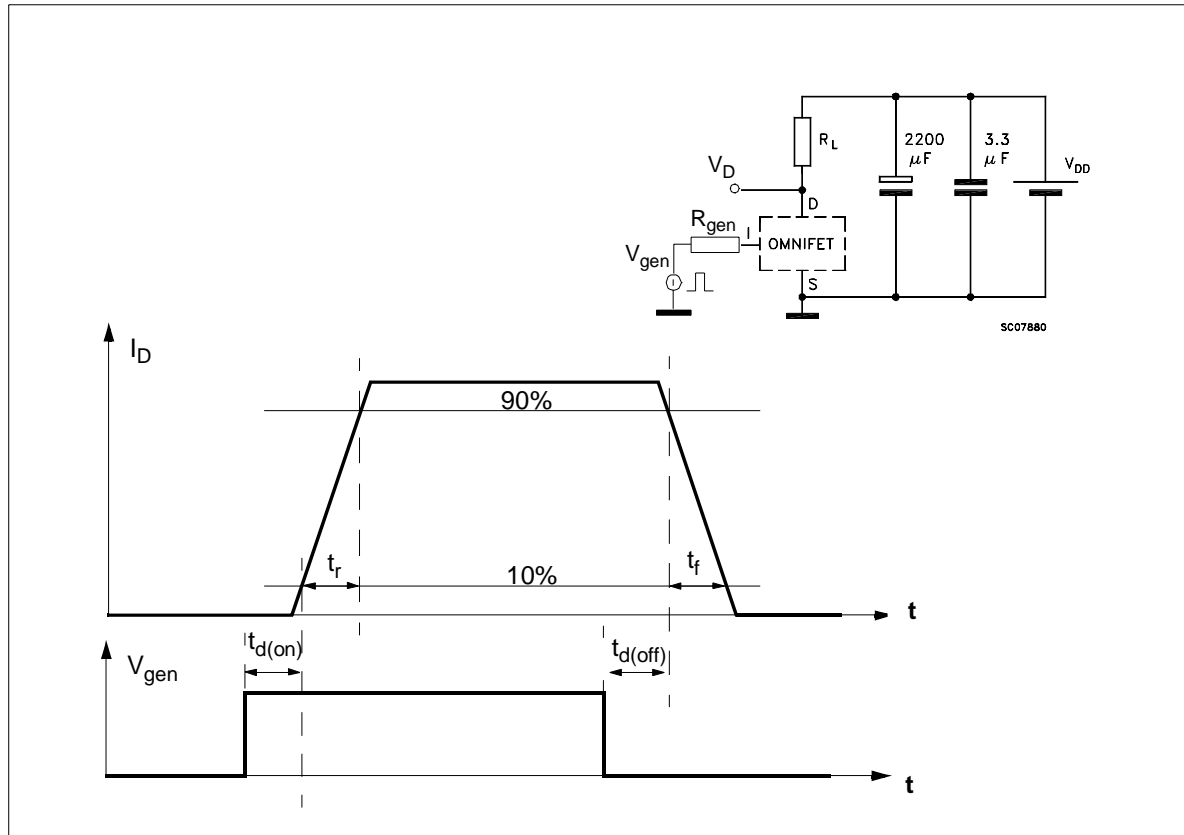 R_L
2200
µF
3.3
µF
V_DD
V_D
D
R_gen
I
OMNIFET
V_gen
S
SC07880
I_D
90%
t_r
10%
t_f
t
t_d(on)
t_d(off)
V_gen
t